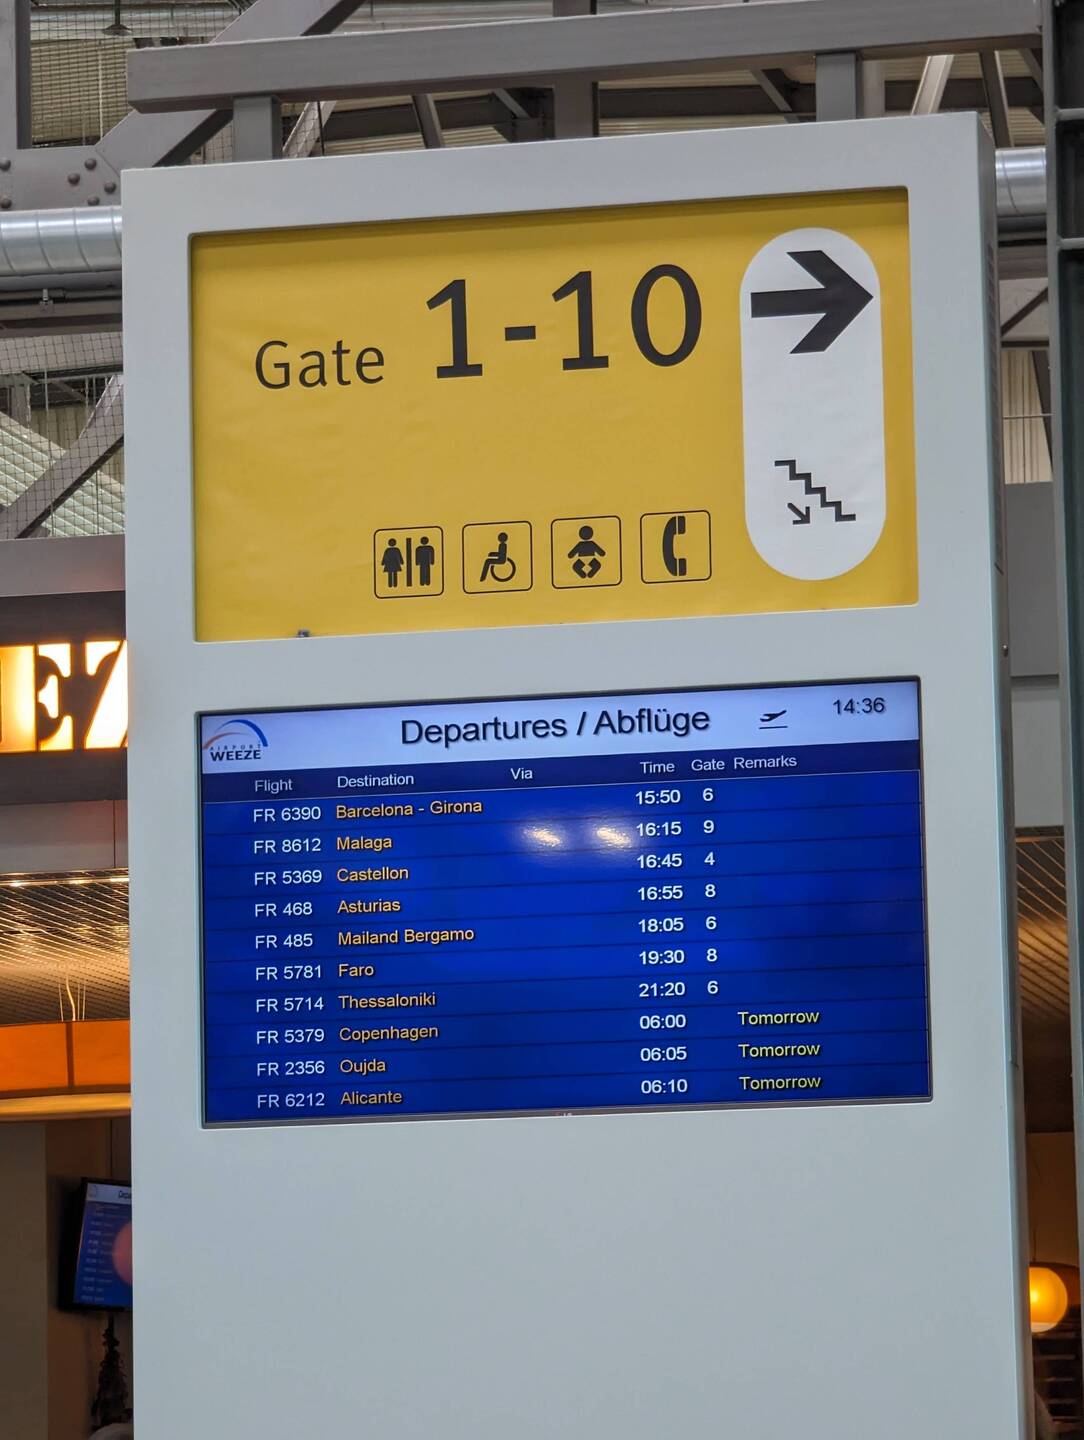 Gate 1-10
AIRPORT
WEEZE
Departures / Abflüge 14:36
Flight Destination Via Time Gate Remarks
FR 6390 Barcelona - Girona 15:50 6
FR 8612 Malaga 16:15 9
FR 5369 Castellon 16:45 4
FR 468 Asturias 16:55 8
FR 485 Mailand Bergamo 18:05 6
FR 5781 Faro 19:30 8
FR 5714 Thessaloniki 21:20 6
FR 5379 Copenhagen 06:00 Tomorrow
FR 2356 Oujda 06:05 Tomorrow
FR 6212 Alicante 06:10 Tomorrow